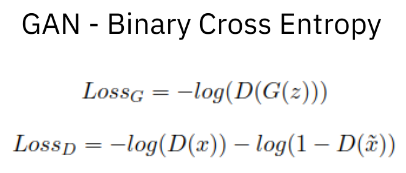 GAN - Binary Cross Entropy
Loss_G = −log(D(G(z)))
Loss_D = −log(D(x)) − log(1 − D(x̃))